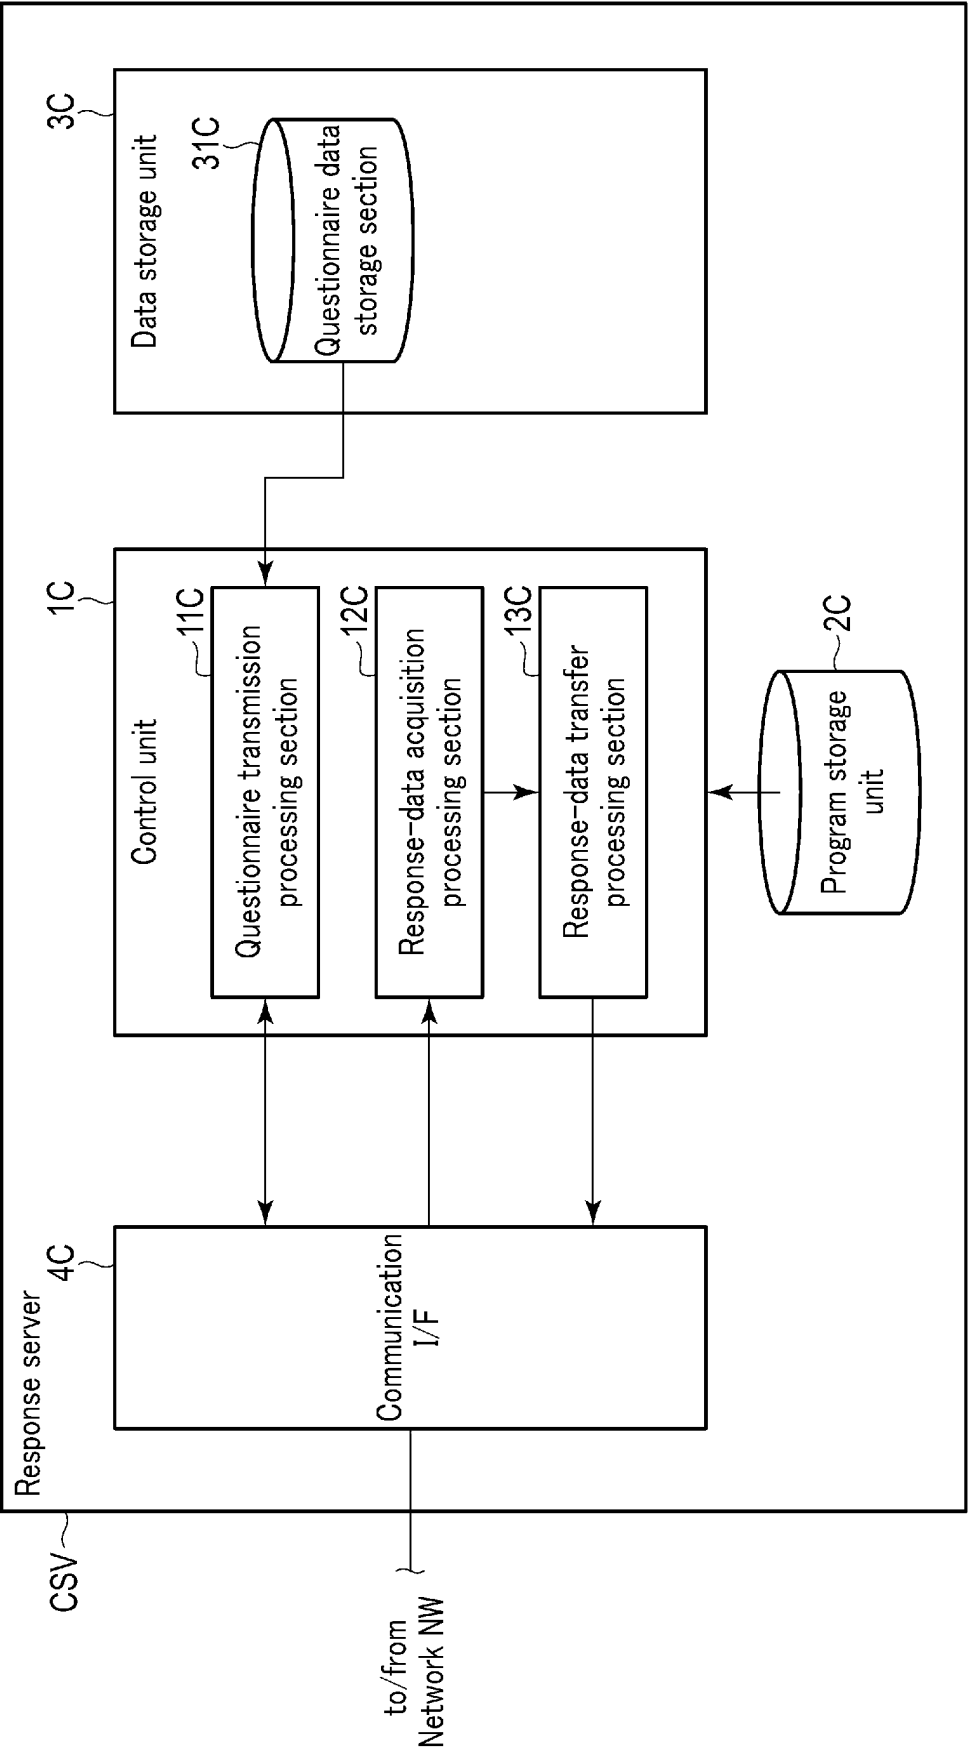 CSV
Response server
to/from
Network NW
4C
Communication
I/F
1C
Control unit
11C
Questionnaire transmission
processing section
12C
Response-data acquisition
processing section
13C
Response-data transfer
processing section
2C
Program storage
unit
3C
Data storage unit
31C
Questionnaire data
storage section